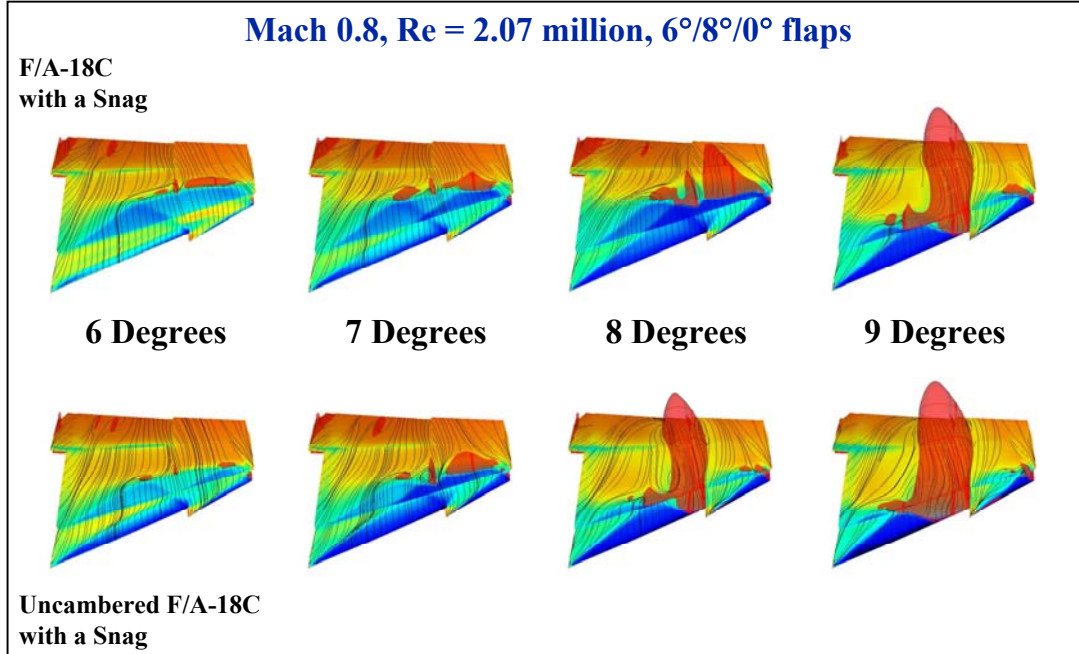 Mach 0.8, Re = 2.07 million, 6°/8°/0° flaps
F/A-18C
with a Snag
6 Degrees
7 Degrees
8 Degrees
9 Degrees
Uncambered F/A-18C
with a Snag